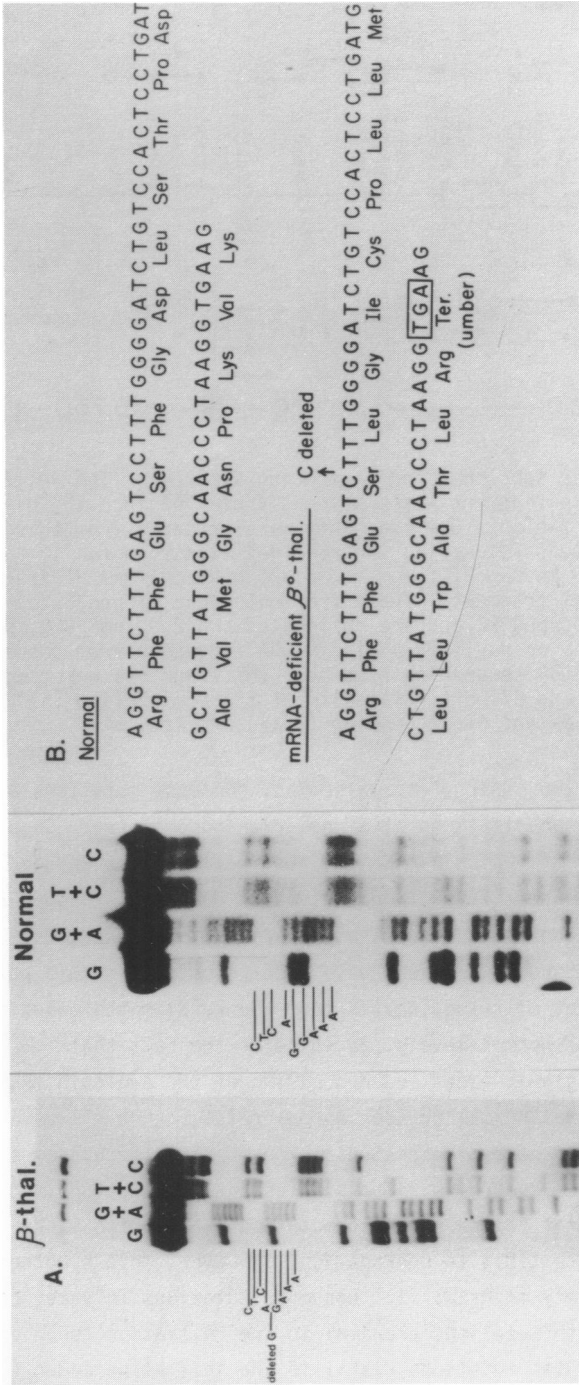 A.
β-thal.
G G+A T+C C
C
T
C
A
deleted G
G
A
A
A
Normal
G G+A T+C C
C
T
C
A
G
G
A
A
A
B.
Normal
A G G T T C T T T G A G T C C T T T G G G G A T C T G T C C A C T C C T G A T
Arg Phe Phe Glu Ser Phe Gly Asp Leu Ser Thr Pro Asp
G C T G T T A T G G G C A A C C C T A A G G T G A A G
Ala Val Met Gly Asn Pro Lys Val Lys
mRNA-deficient β°-thal.
C deleted
A G G T T C T T T G A G T C T T T G G G G A T C T G T C C A C T C C T G A T G
Arg Phe Phe Glu Ser Leu Gly Ile Cys Pro Leu Leu Met
C T G T T A T G G G C A A C C C T A A G G T G A A G
Leu Leu Trp Ala Thr Leu Arg Ter.
(umber)